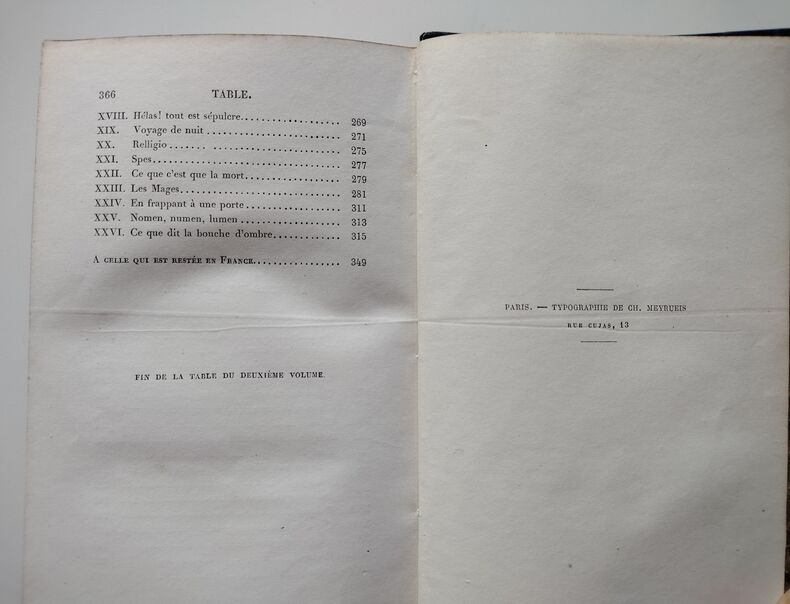 366 TABLE.
XVIII. Hélas! tout est sépulcre.................... 269
XIX. Voyage de nuit......................... 271
XX. Relligio....... ..................... 275
XXI. Spes.................................. 277
XXII. Ce que c'est que la mort.................. 279
XXIII. Les Mages............................ 281
XXIV. En frappant à une porte................... 311
XXV. Nomen, numen, lumen.................... 313
XXVI. Ce que dit la bouche d'ombre.............. 315
A CELLE QUI EST RESTÉE EN FRANCE................. 349
FIN DE LA TABLE DU DEUXIÈME VOLUME.
PARIS. — TYPOGRAPHIE DE CH. MEYRUEIS
RUE CUJAS, 13